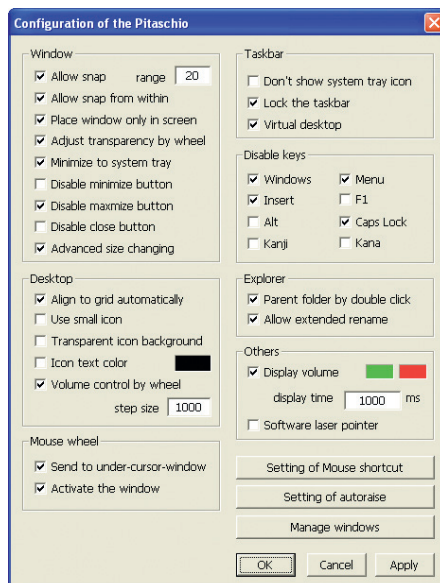 Configuration of the Pitaschio
Window
Allow snap range 20
Allow snap from within
Place window only in screen
Adjust transparency by wheel
Minimize to system tray
Disable minimize button
Disable maxmize button
Disable close button
Advanced size changing
Desktop
Align to grid automatically
Use small icon
Transparent icon background
Icon text color
Volume control by wheel
step size 1000
Mouse wheel
Send to under-cursor-window
Activate the window
Taskbar
Don't show system tray icon
Lock the taskbar
Virtual desktop
Disable keys
Windows Menu
Insert F1
Alt Caps Lock
Kanji Kana
Explorer
Parent folder by double click
Allow extended rename
Others
Display volume
display time 1000 ms
Software laser pointer
Setting of Mouse shortcut
Setting of autoraise
Manage windows
OK Cancel Apply